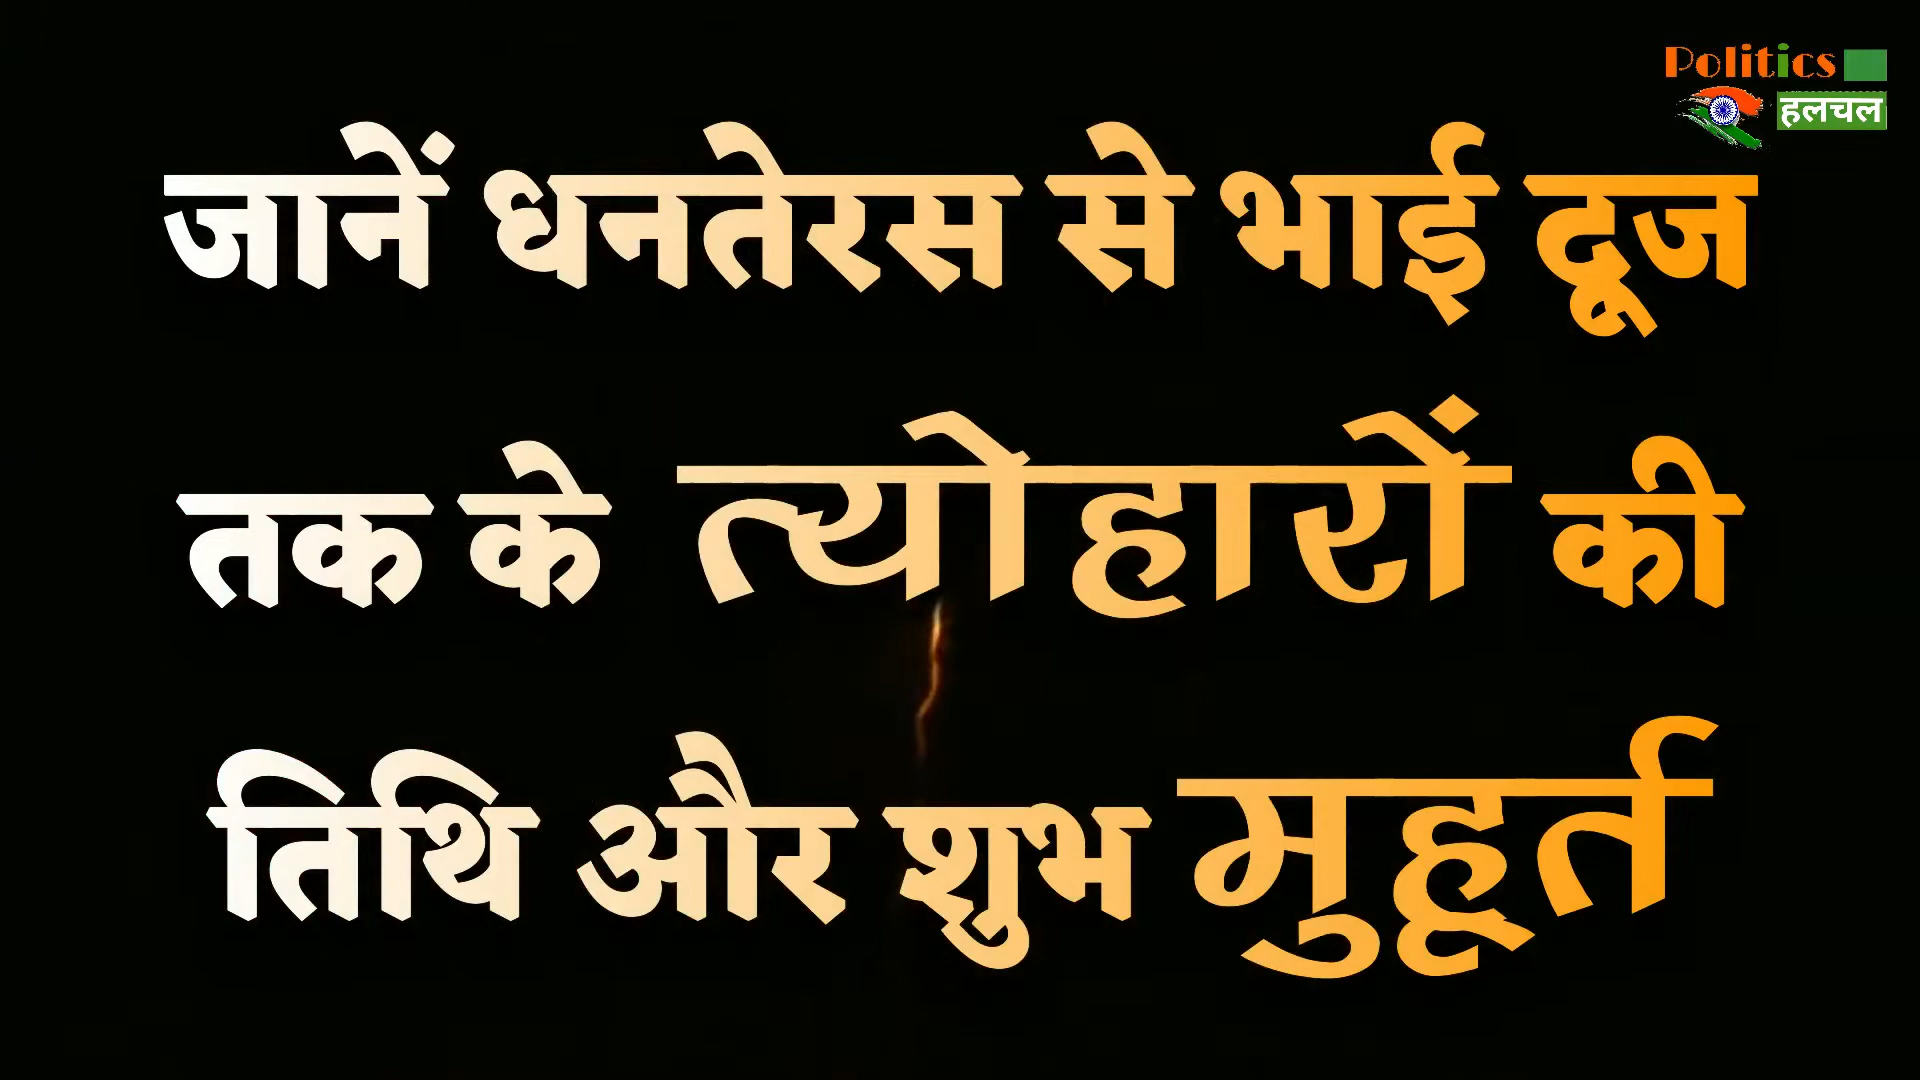 Politics
हलचल
जानें धनतेरस से भाई दूज
तक के त्योहारों की
तिथि और शुभ मुहूर्त